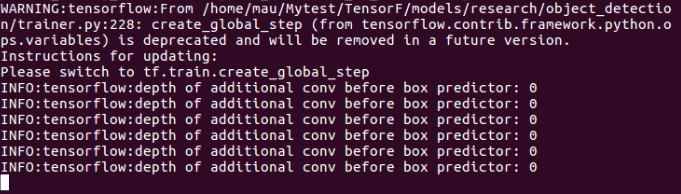 WARNING:tensorflow:From /home/mau/Mytest/TensorF/models/research/object_detectio
n/trainer.py:228: create_global_step (from tensorflow.contrib.framework.python.o
ps.variables) is deprecated and will be removed in a future version.
Instructions for updating:
Please switch to tf.train.create_global_step
INFO:tensorflow:depth of additional conv before box predictor: 0
INFO:tensorflow:depth of additional conv before box predictor: 0
INFO:tensorflow:depth of additional conv before box predictor: 0
INFO:tensorflow:depth of additional conv before box predictor: 0
INFO:tensorflow:depth of additional conv before box predictor: 0
INFO:tensorflow:depth of additional conv before box predictor: 0